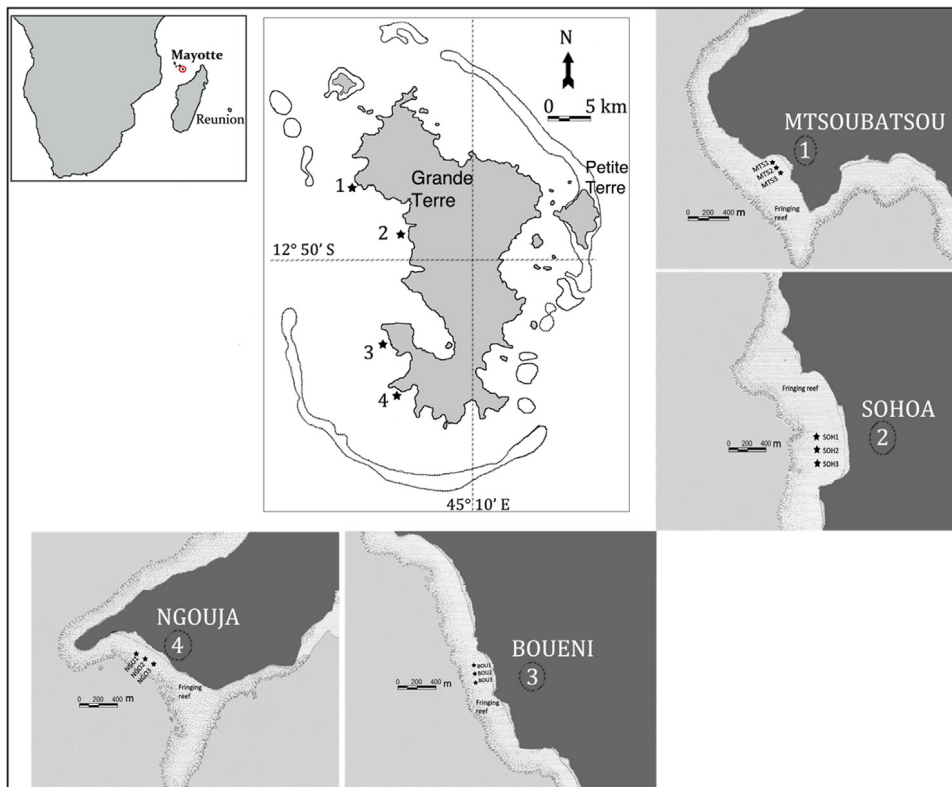 Mayotte
Reunion
N
0 5 km
Petite
Terre
Grande
Terre
1
2
12° 50' S
3
4
45° 10' E
MTSOUBATSOU
1
MTS1
MTS2
MTS3
0 200 400 m
Fringing
reef
Fringing reef
SOHOA
2
SOH1
SOH2
SOH3
0 200 400 m
NGOUJA
4
NGO1
NGO2
NGO3
Fringing
reef
0 200 400 m
BOUENI
3
BOU1
BOU2
BOU3
Fringing
reef
0 200 400 m